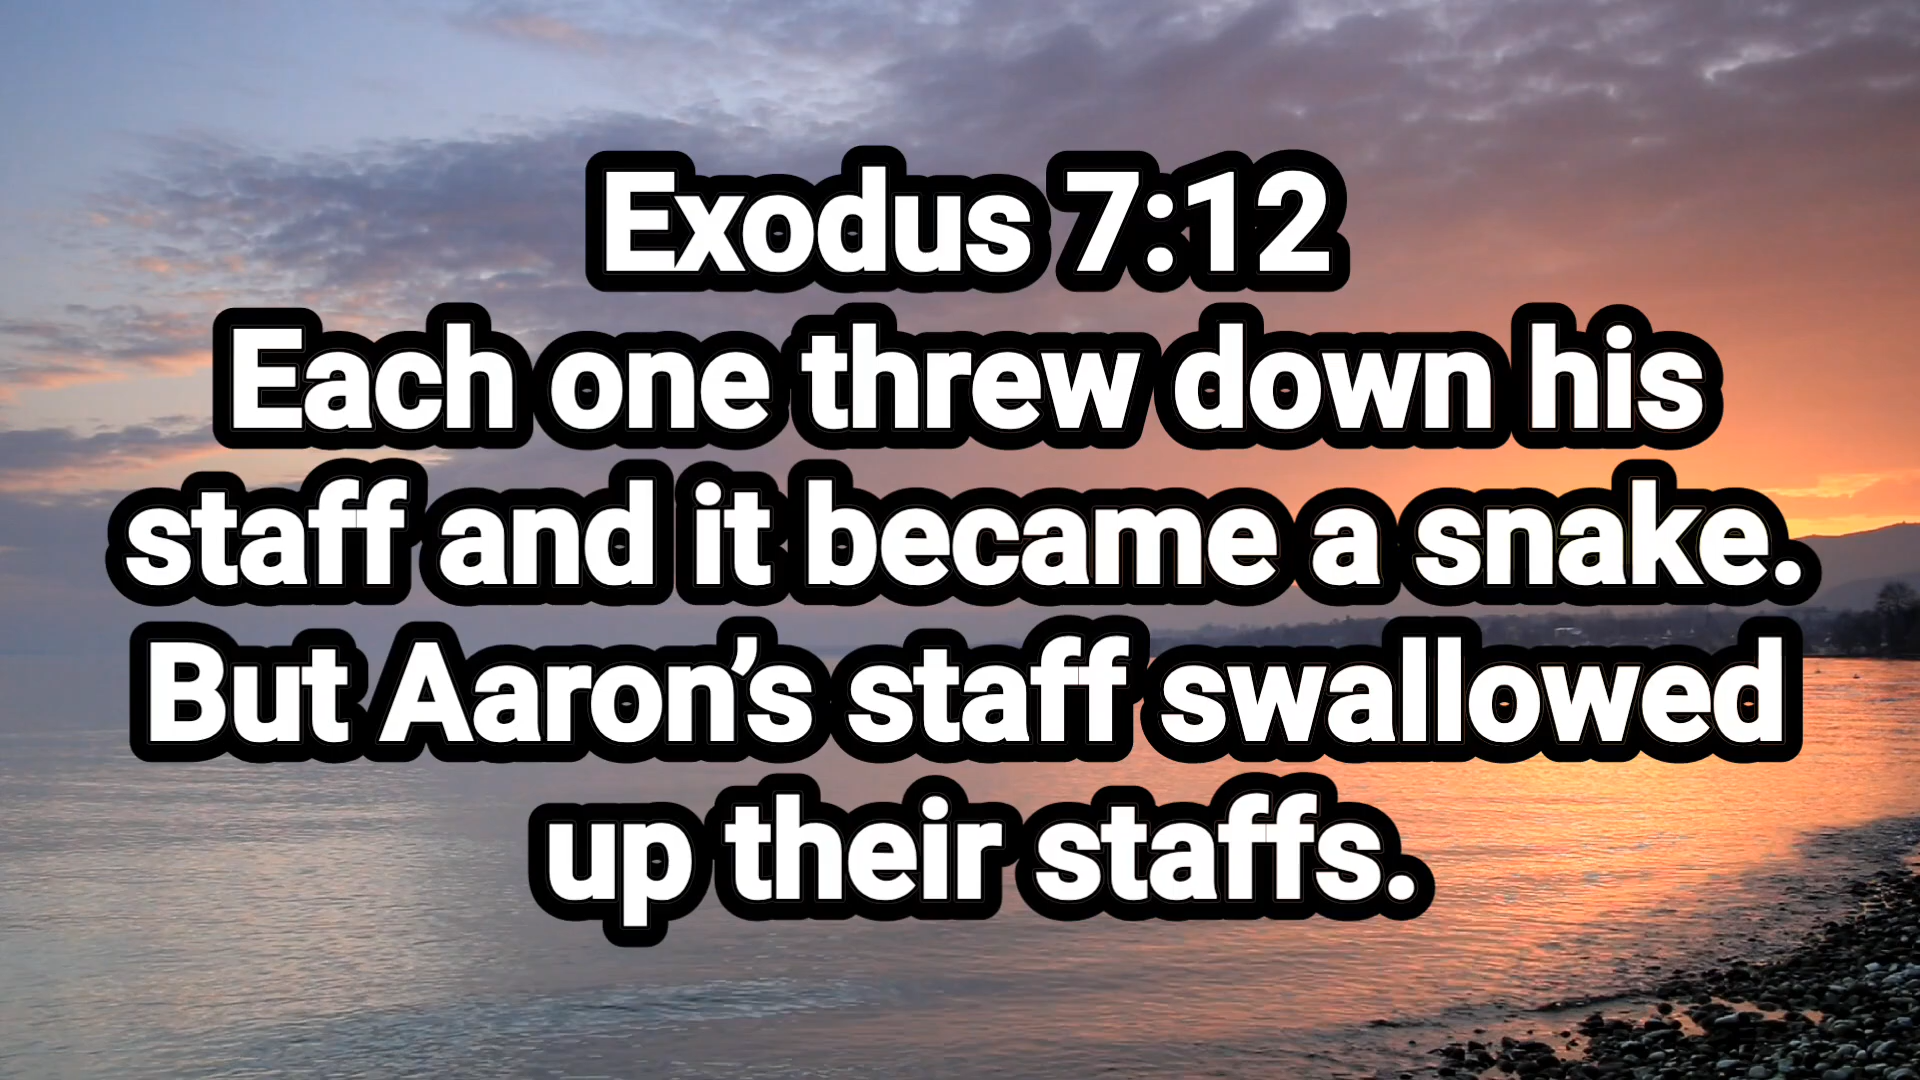 Exodus 7:12
Each one threw down his
staff and it became a snake.
But Aaron’s staff swallowed
up their staffs.